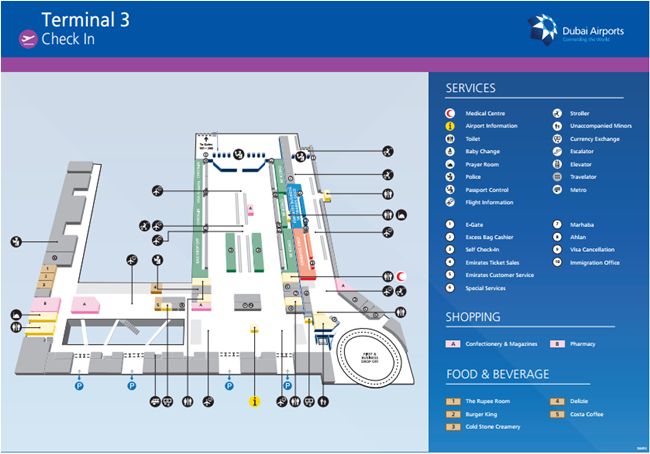 Terminal 3
Check In
Dubai Airports
Connecting the World
SERVICES
Medical Centre
Airport Information
Toilet
Baby Change
Prayer Room
Police
Passport Control
Flight Information
Stroller
Unaccompanied Minors
Currency Exchange
Escalator
Elevator
Travelator
Metro
1 E-Gate
2 Excess Bag Cashier
3 Self Check-in
4 Emirates Ticket Sales
5 Emirates Customer Service
6 Special Services
7 Marhaba
8 Ahlan
9 Visa Cancellation
10 Immigration Office
SHOPPING
A Confectionery & Magazines
B Pharmacy
FOOD & BEVERAGE
1 The Rupee Room
2 Burger King
3 Cold Stone Creamery
4 Delizie
5 Costa Coffee
FIRST &
BUSINESS
DROP OFF
P
P
P
P